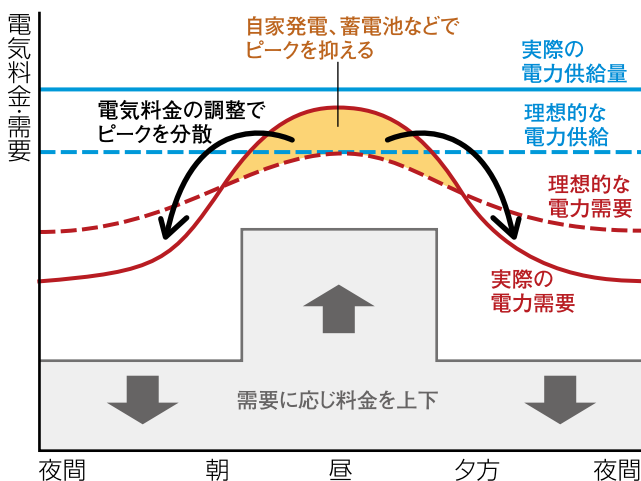 電気料金・需要
自家発電、蓄電池などで
ピークを抑える
実際の
電力供給量
電気料金の調整で
ピークを分散
理想的な
電力供給
理想的な
電力需要
実際の
電力需要
需要に応じ料金を上下
夜間 朝 昼 夕方 夜間